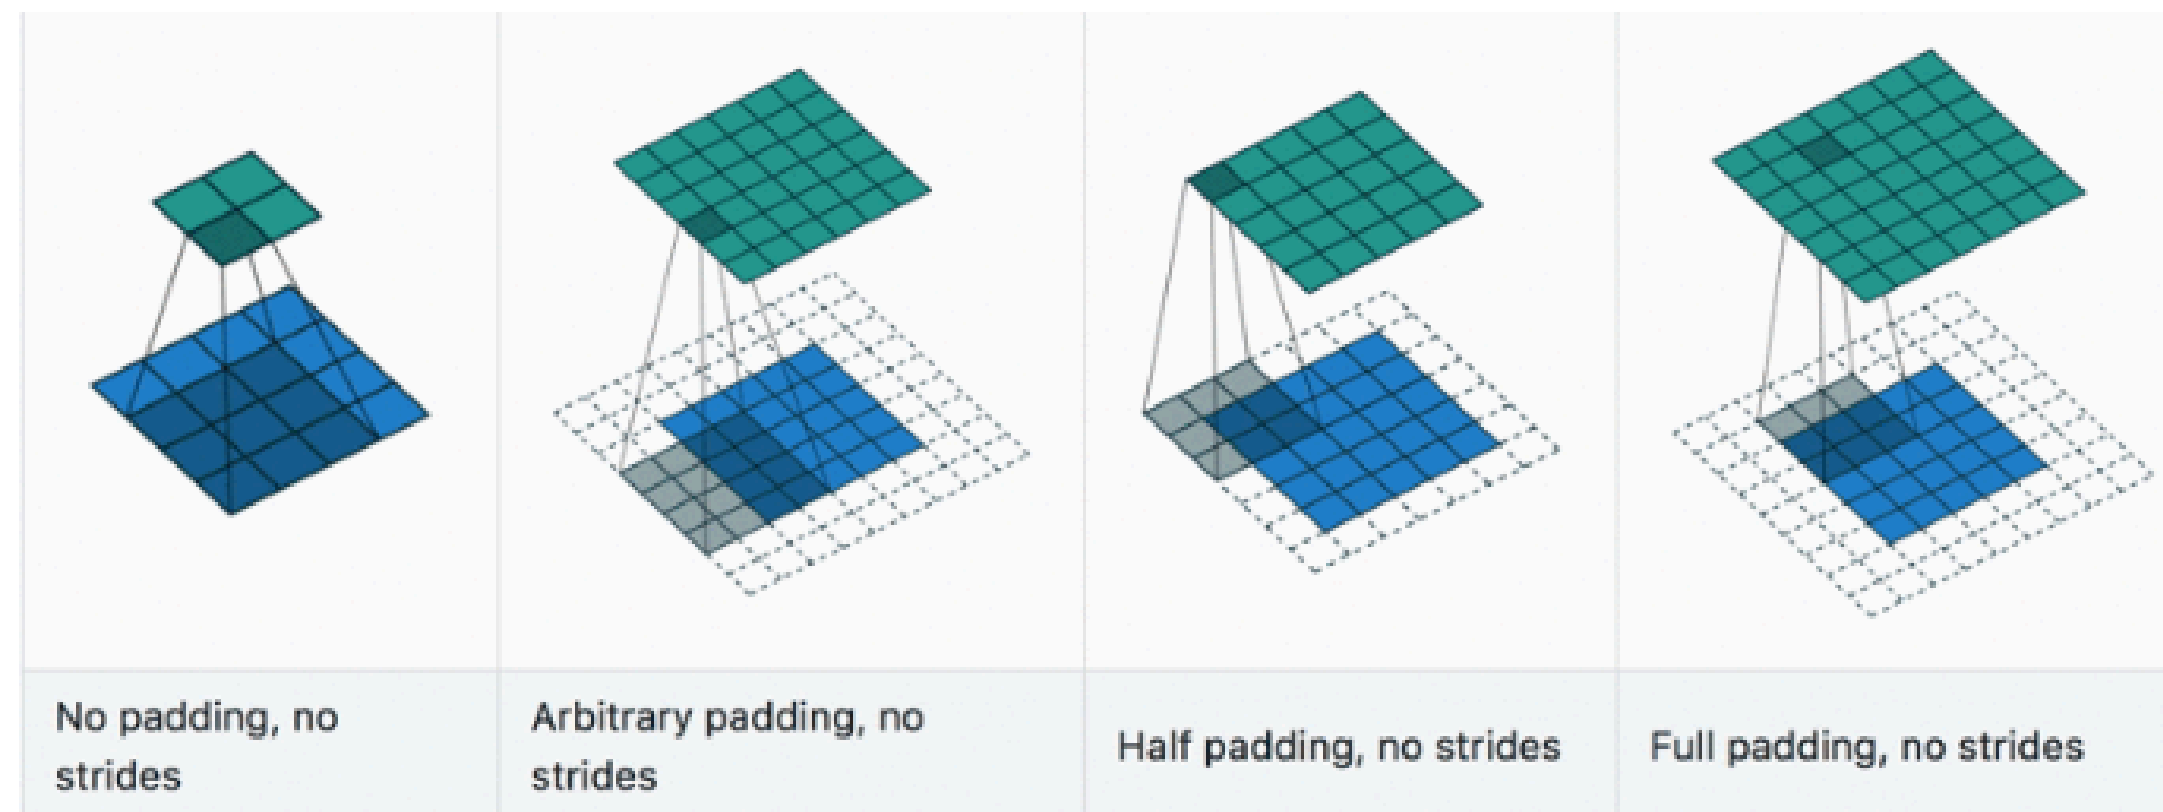 No padding, no
strides
Arbitrary padding, no
strides
Half padding, no strides
Full padding, no strides